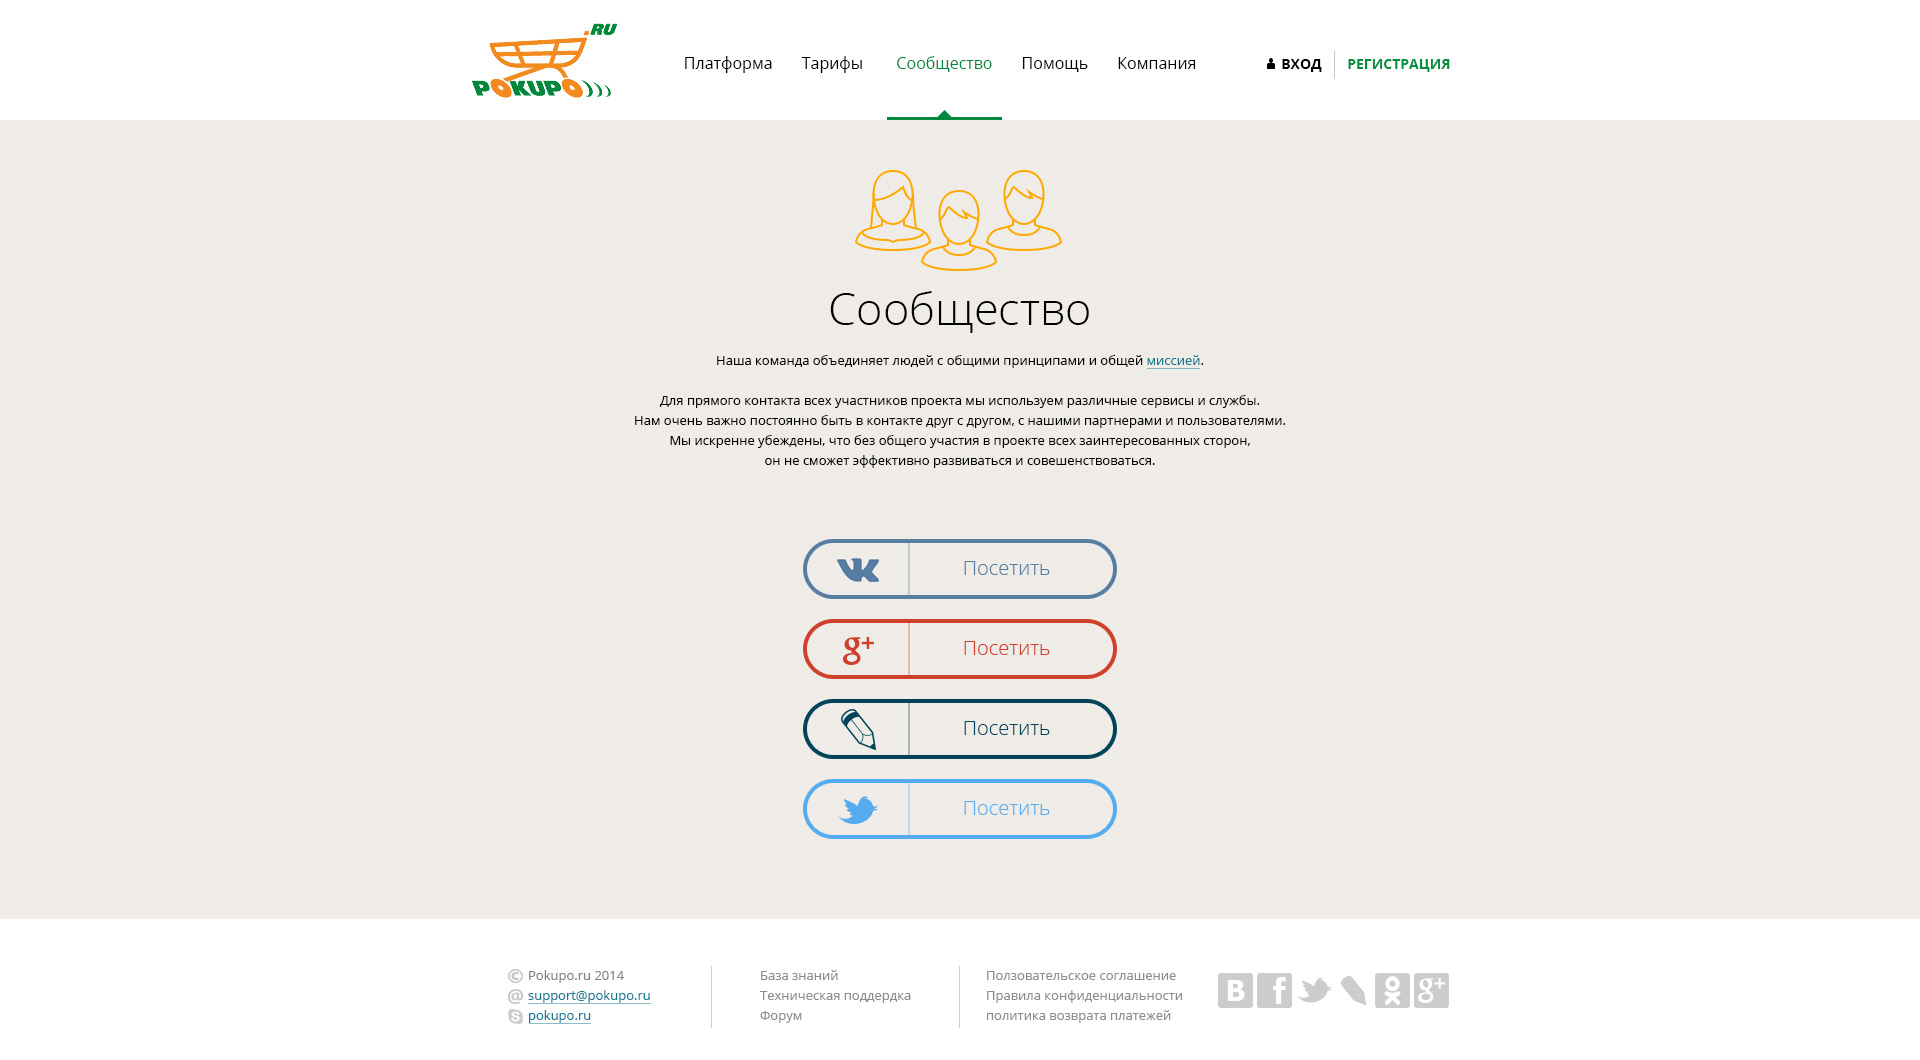 .RU
POKUPO
Платформа
Тарифы
Сообщество
Помощь
Компания
ВХОД
РЕГИСТРАЦИЯ
Сообщество
Наша команда объединяет людей с общими принципами и общей миссией.
Для прямого контакта всех участников проекта мы используем различные сервисы и службы.
Нам очень важно постоянно быть в контакте друг с другом, с нашими партнерами и пользователями.
Мы искренне убеждены, что без общего участия в проекте всех заинтересованных сторон,
он не сможет эффективно развиваться и совешенствоваться.
Посетить
g+ Посетить
Посетить
Посетить
© Pokupo.ru 2014
@ support@pokupo.ru
pokupo.ru
База знаний
Техническая поддердка
Форум
Ползовательское соглашение
Правила конфиденциальности
политика возврата платежей